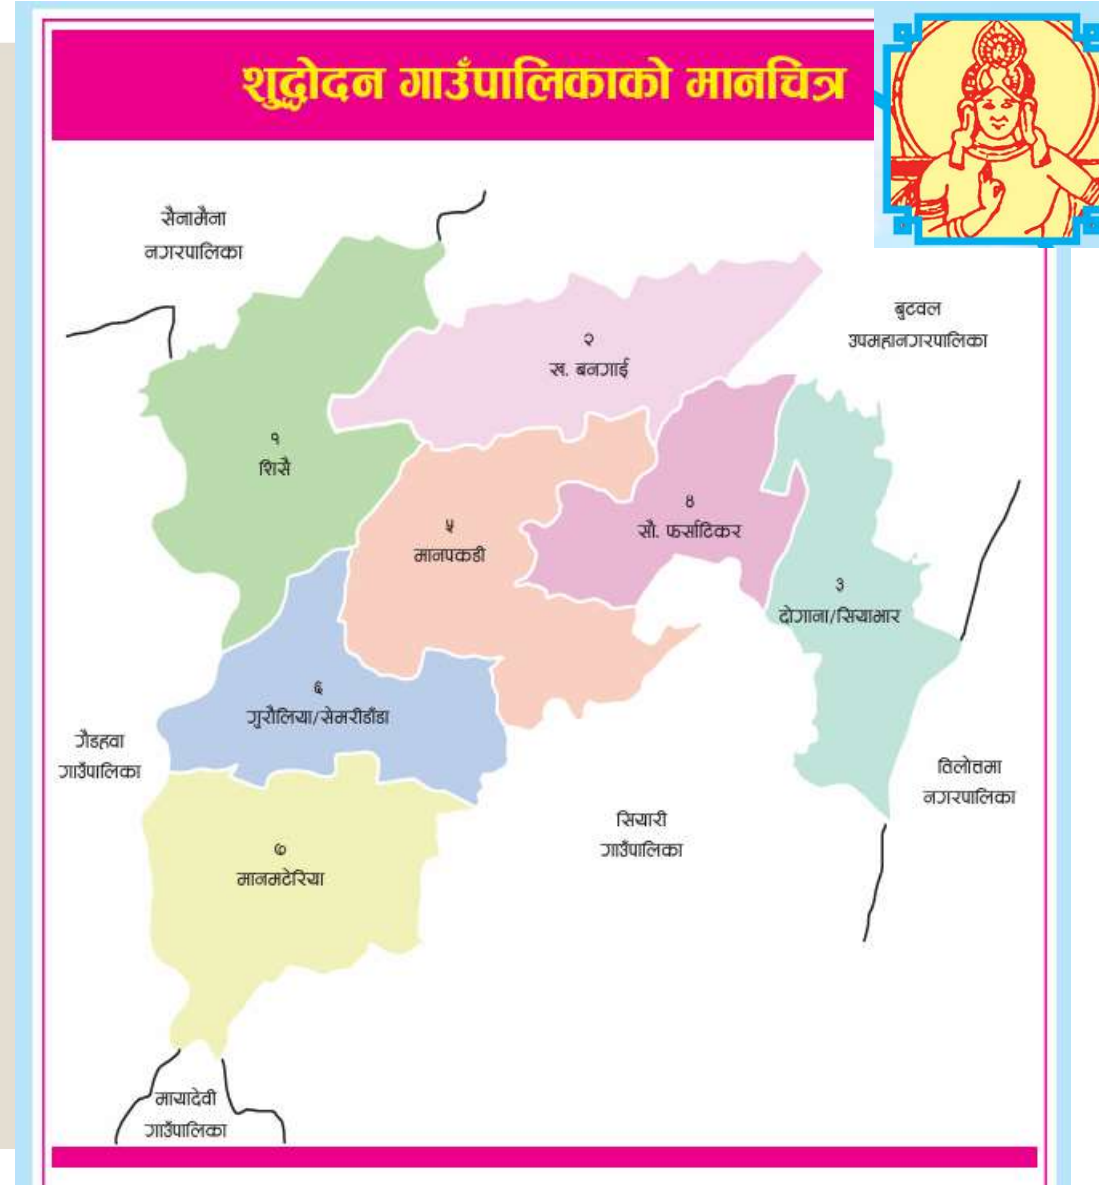 शुद्धोदन गाउँपालिकाको मानचित्र
सैनामैना
नगरपालिका
बुटवल
उपमहानगरपालिका
२
ख. बनगाई
१
शिसै
४
सौ. फर्साटिकर
५
मानपकडी
३
दोगाना/सियाभार
६
गुरौलिया/सेमरीडाँडा
गैडहवा
गाउँपालिका
तिलोत्तमा
नगरपालिका
सियारी
गाउँपालिका
७
मानमटेरिया
मायादेवी
गाउँपालिका